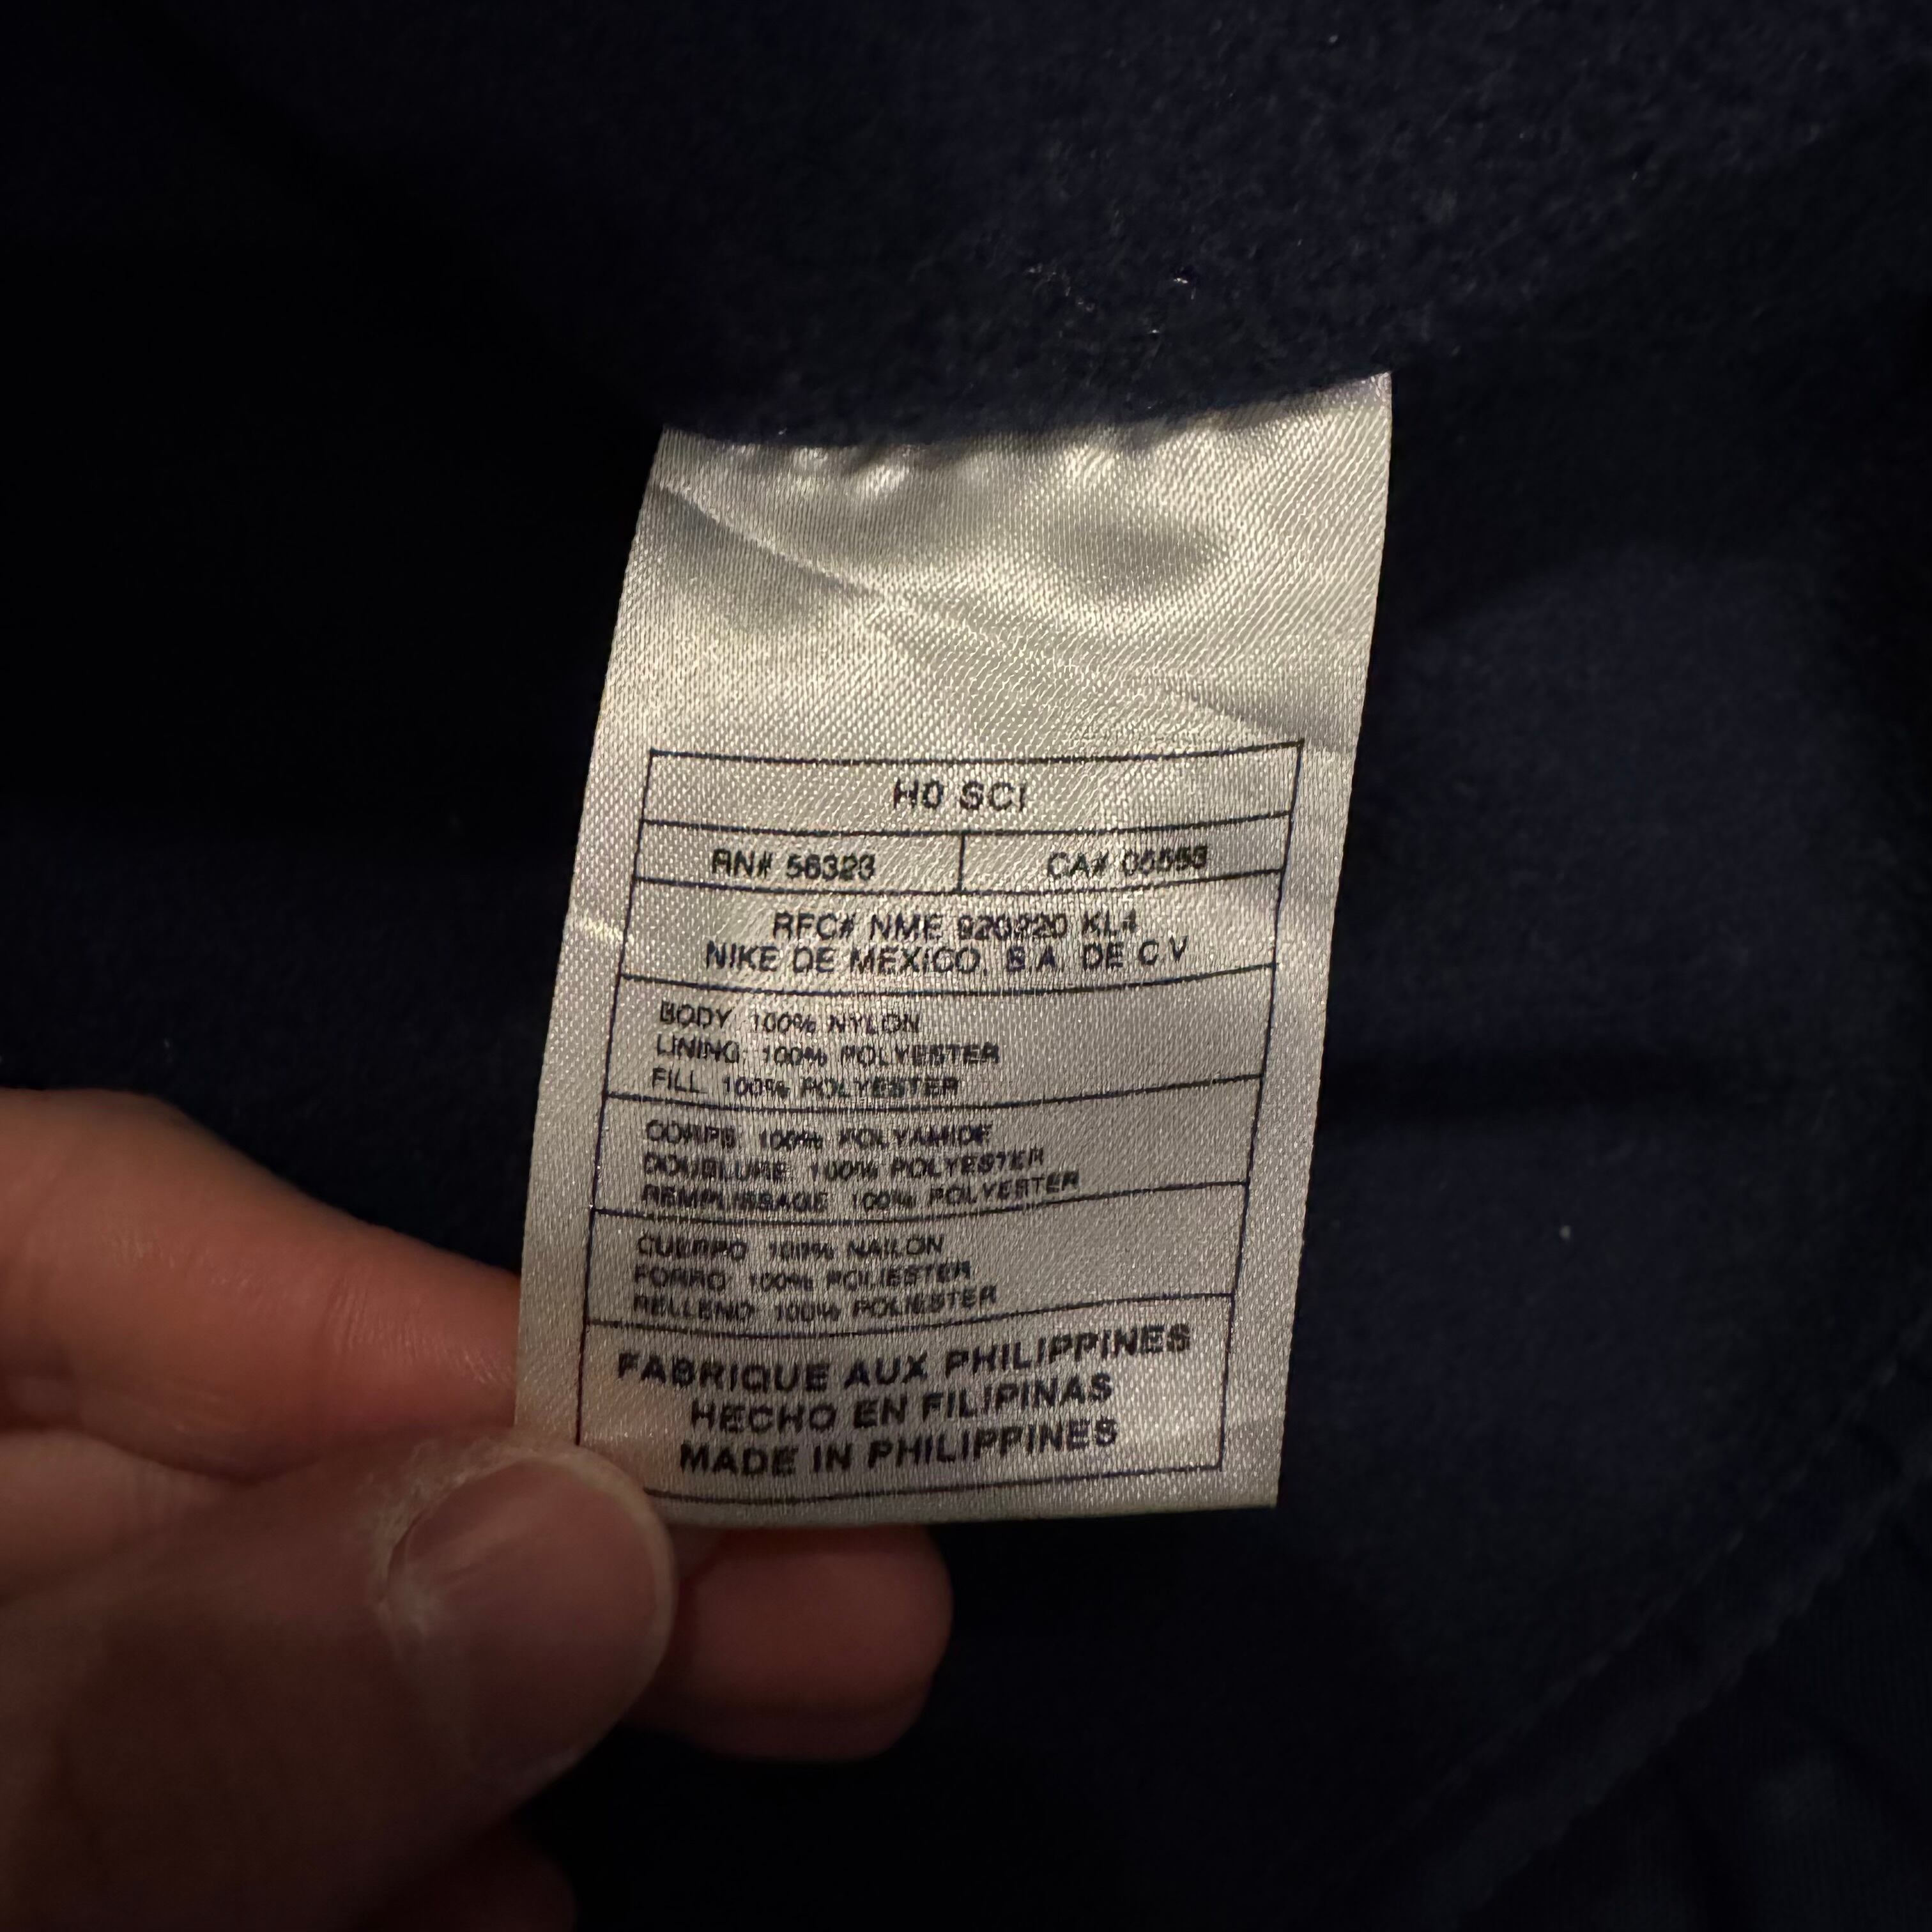 H0 SCI
RN# 56323 CA# 05553
RFC# NME 920220 KL4
NIKE DE MEXICO, S.A. DE C.V
BODY: 100% NYLON
LINING: 100% POLYESTER
FILL: 100% POLYESTER
CORPS: 100% POLYAMIDE
DOUBLURE: 100% POLYESTER
REMPLISSAGE: 100% POLYESTER
CUERPO: 100% NAILON
FORRO: 100% POLIESTER
RELLENO: 100% POLIESTER
FABRIQUE AUX PHILIPPINES
HECHO EN FILIPINAS
MADE IN PHILIPPINES